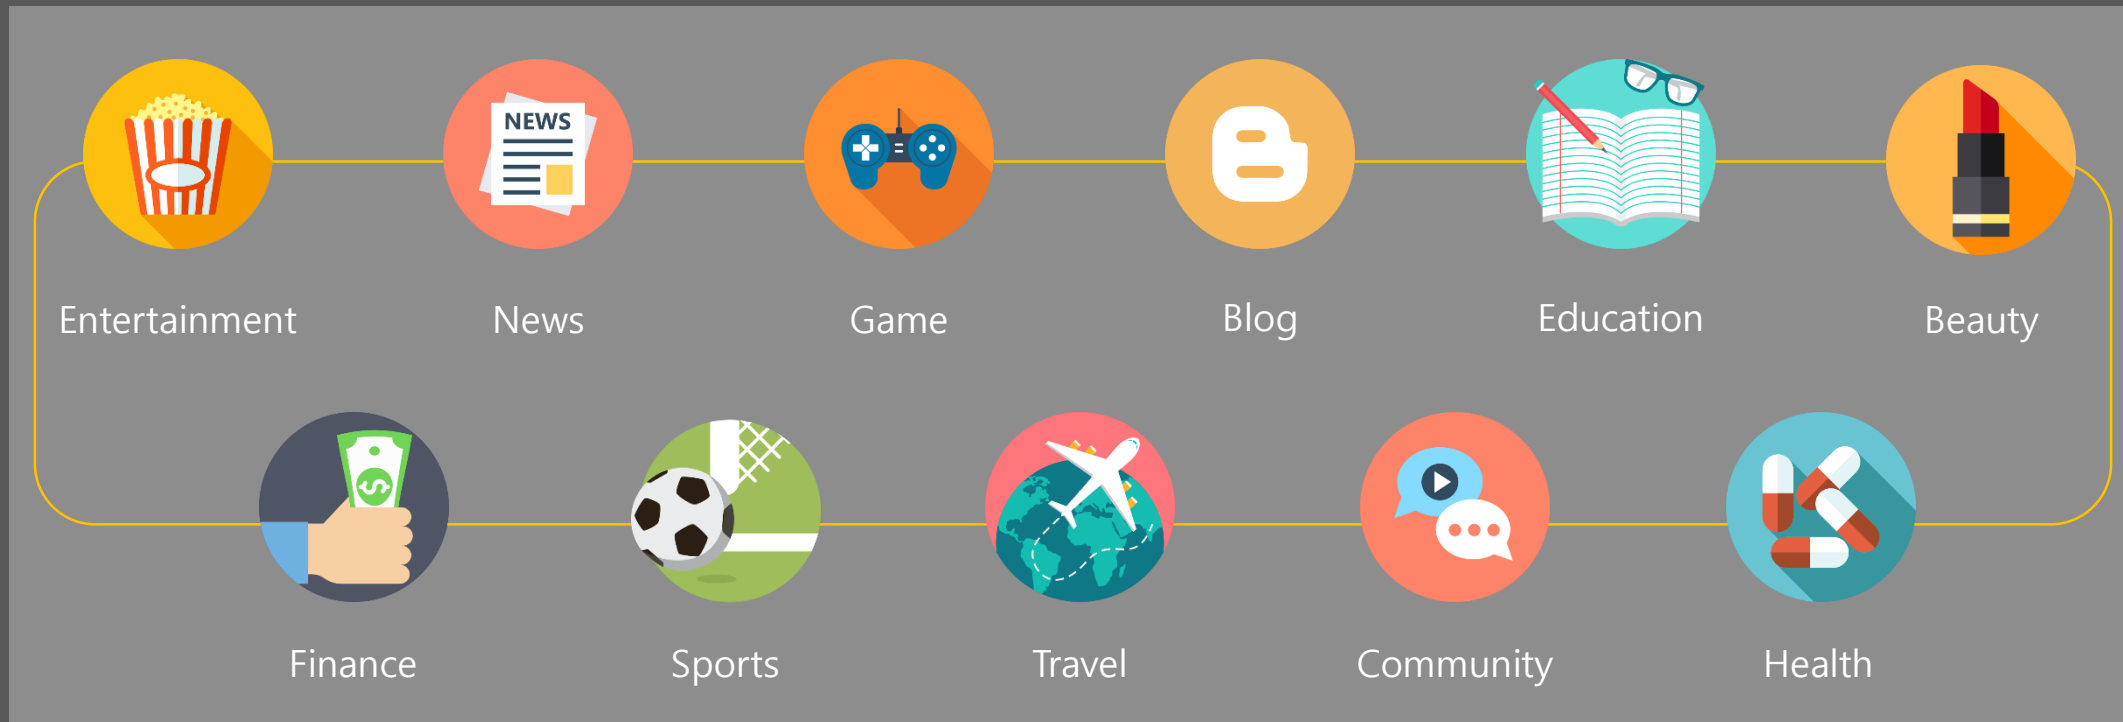 NEWS
Entertainment
News
Game
Blog
Education
Beauty
Finance
Sports
Travel
Community
Health